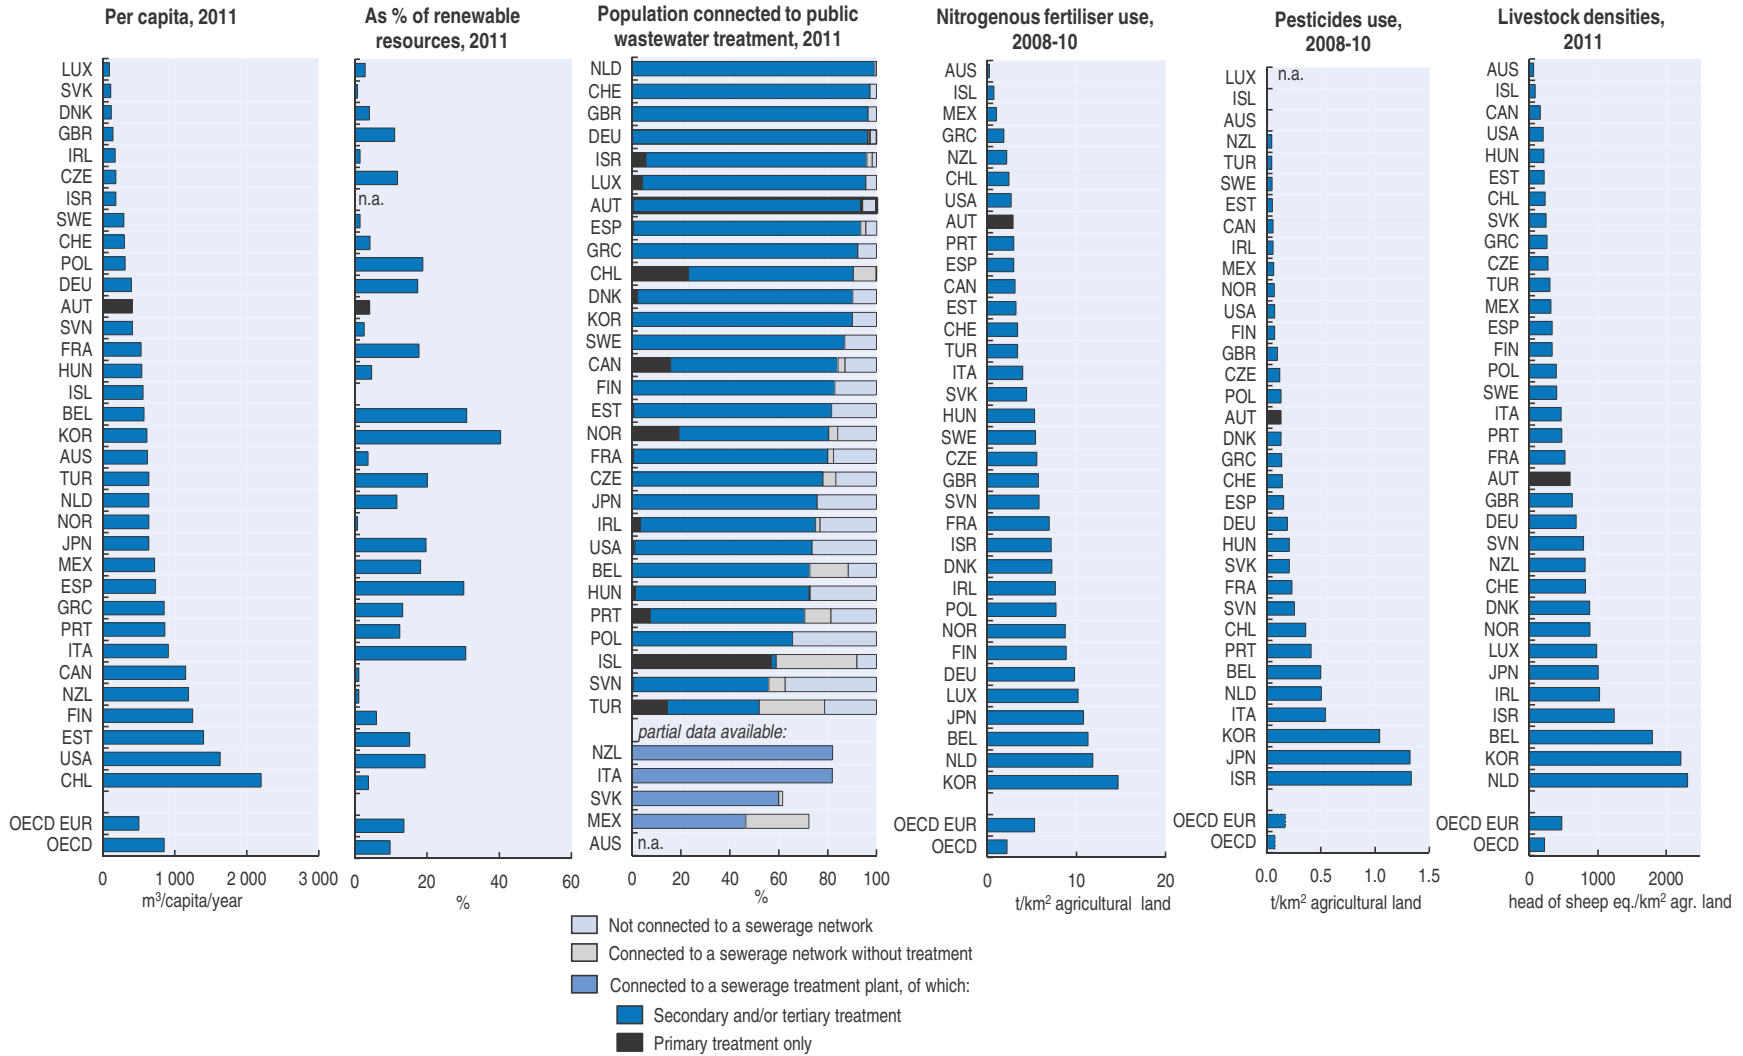 Per capita, 2011
As % of renewable
resources, 2011
Population connected to public
wastewater treatment, 2011
Nitrogenous fertiliser use,
2008-10
Pesticides use,
2008-10
Livestock densities,
2011
LUX
SVK
DNK
GBR
IRL
CZE
ISR
SWE
CHE
POL
DEU
AUT
SVN
FRA
HUN
ISL
BEL
KOR
AUS
TUR
NLD
NOR
JPN
MEX
ESP
GRC
PRT
ITA
CAN
NZL
FIN
EST
USA
CHL
OECD EUR
OECD
0 1 000 2 000 3 000
m³/capita/year
n.a.
0 20 40 60
%
NLD
CHE
GBR
DEU
ISR
LUX
AUT
ESP
GRC
CHL
DNK
KOR
SWE
CAN
FIN
EST
NOR
FRA
CZE
JPN
IRL
USA
BEL
HUN
PRT
POL
ISL
SVN
TUR
partial data available:
NZL
ITA
SVK
MEX
AUS n.a.
0 20 40 60 80 100
%
AUS
ISL
MEX
GRC
NZL
CHL
USA
AUT
PRT
ESP
CAN
EST
CHE
TUR
ITA
SVK
HUN
SWE
CZE
GBR
SVN
FRA
ISR
DNK
IRL
POL
NOR
FIN
DEU
LUX
JPN
BEL
NLD
KOR
OECD EUR
OECD
0 10 20
t/km² agricultural land
LUX n.a.
ISL
AUS
NZL
TUR
SWE
EST
CAN
IRL
MEX
NOR
USA
FIN
GBR
CZE
POL
AUT
DNK
GRC
CHE
ESP
DEU
HUN
SVK
FRA
SVN
CHL
PRT
BEL
NLD
ITA
KOR
JPN
ISR
OECD EUR
OECD
0.0 0.5 1.0 1.5
t/km² agricultural land
AUS
ISL
CAN
USA
HUN
EST
CHL
SVK
GRC
CZE
TUR
MEX
ESP
FIN
POL
SWE
ITA
PRT
FRA
AUT
GBR
DEU
SVN
NZL
CHE
DNK
NOR
LUX
JPN
IRL
ISR
BEL
KOR
NLD
OECD EUR
OECD
0 1000 2000
head of sheep eq./km² agr. land
Not connected to a sewerage network
Connected to a sewerage network without treatment
Connected to a sewerage treatment plant, of which:
Secondary and/or tertiary treatment
Primary treatment only